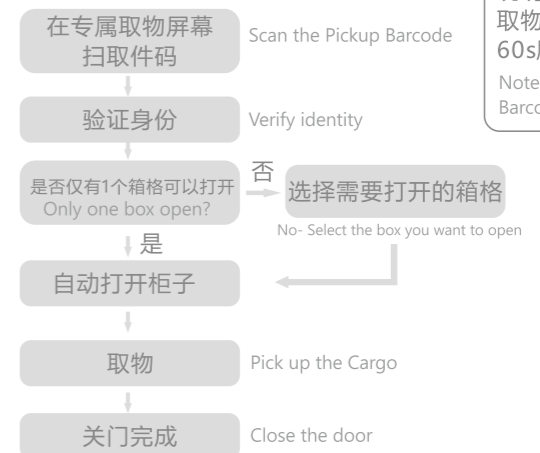 在专属取物屏幕
扫取件码
Scan the Pickup Barcode
取物
60s
Note
验证身份
Verify identity
是否仅有1个箱格可以打开
Only one box open?
否
选择需要打开的箱格
No- Select the box you want to open
是
自动打开柜子
取物
Pick up the Cargo
关门完成
Close the door